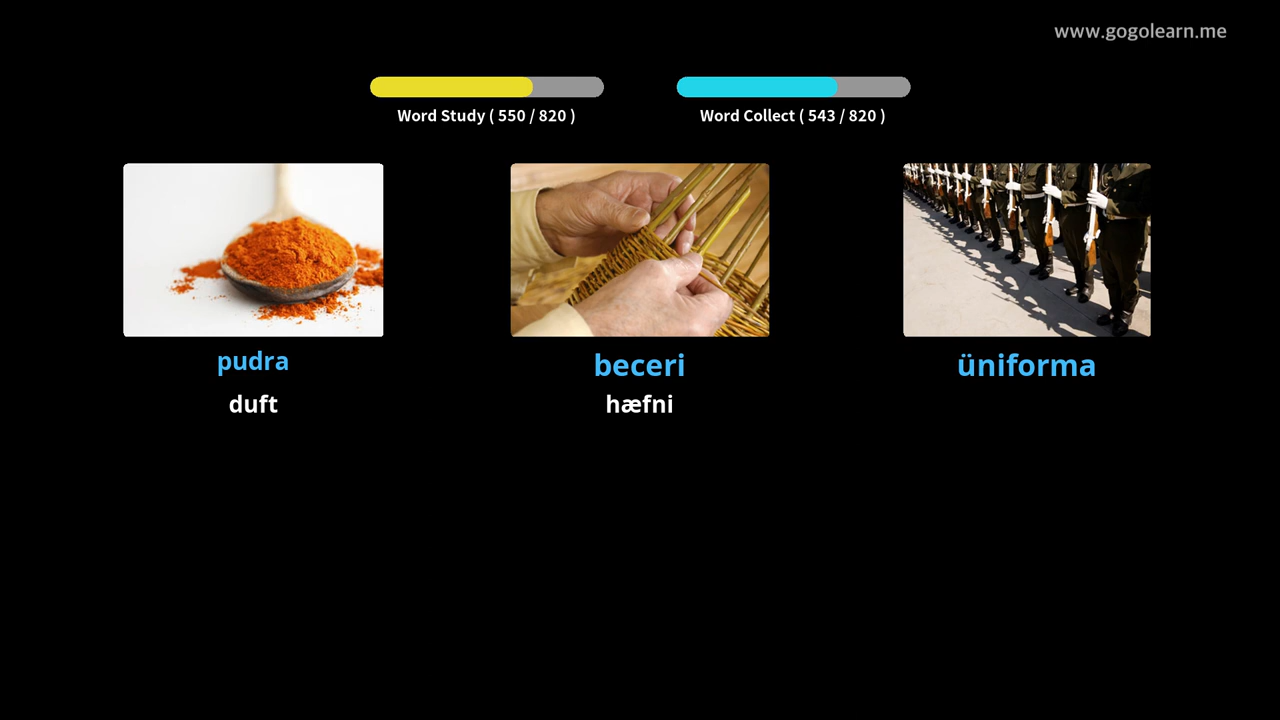 www.gogolearn.me
Word Study ( 550 / 820 )
Word Collect ( 543 / 820 )
pudra
beceri
üniforma
duft
hæfni